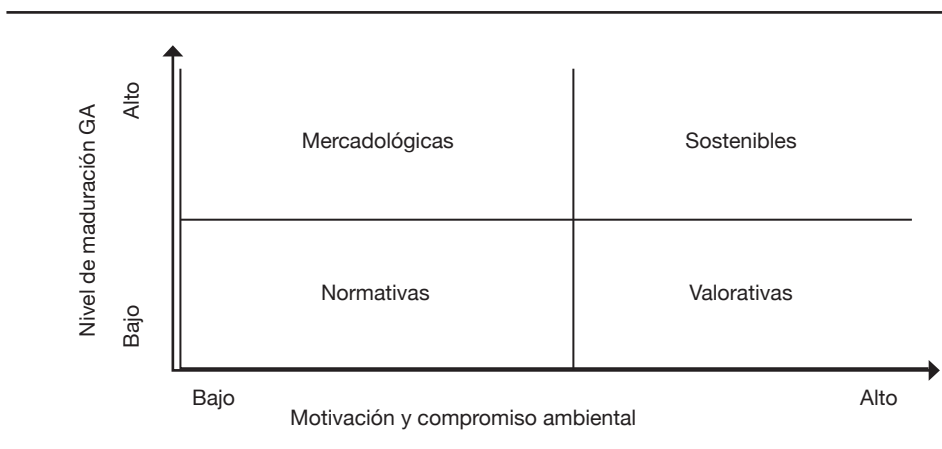 Nivel de maduración GA
Alto
Bajo
Mercadológicas
Sostenibles
Normativas
Valorativas
Bajo
Alto
Motivación y compromiso ambiental